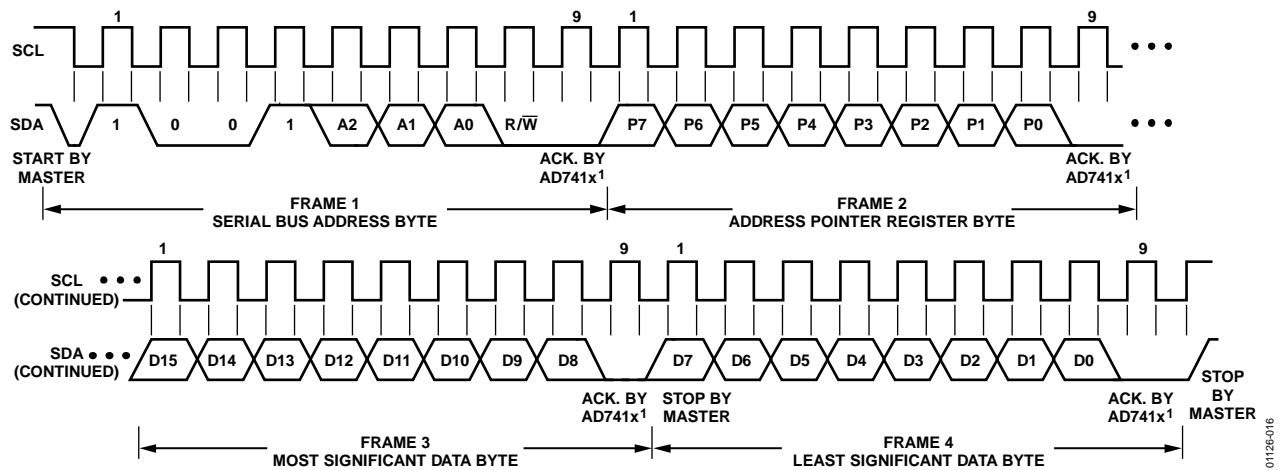 1 9 1 9
SCL
SDA 1 0 0 1 A2 A1 A0 R/W̅ P7 P6 P5 P4 P3 P2 P1 P0
START BY MASTER
ACK. BY AD741x1
ACK. BY AD741x1
FRAME 1
SERIAL BUS ADDRESS BYTE
FRAME 2
ADDRESS POINTER REGISTER BYTE
1 9 1 9
SCL (CONTINUED)
SDA (CONTINUED) D15 D14 D13 D12 D11 D10 D9 D8 D7 D6 D5 D4 D3 D2 D1 D0
ACK. BY AD741x1
STOP BY MASTER
ACK. BY AD741x1
STOP BY MASTER
FRAME 3
MOST SIGNIFICANT DATA BYTE
FRAME 4
LEAST SIGNIFICANT DATA BYTE
01126-016